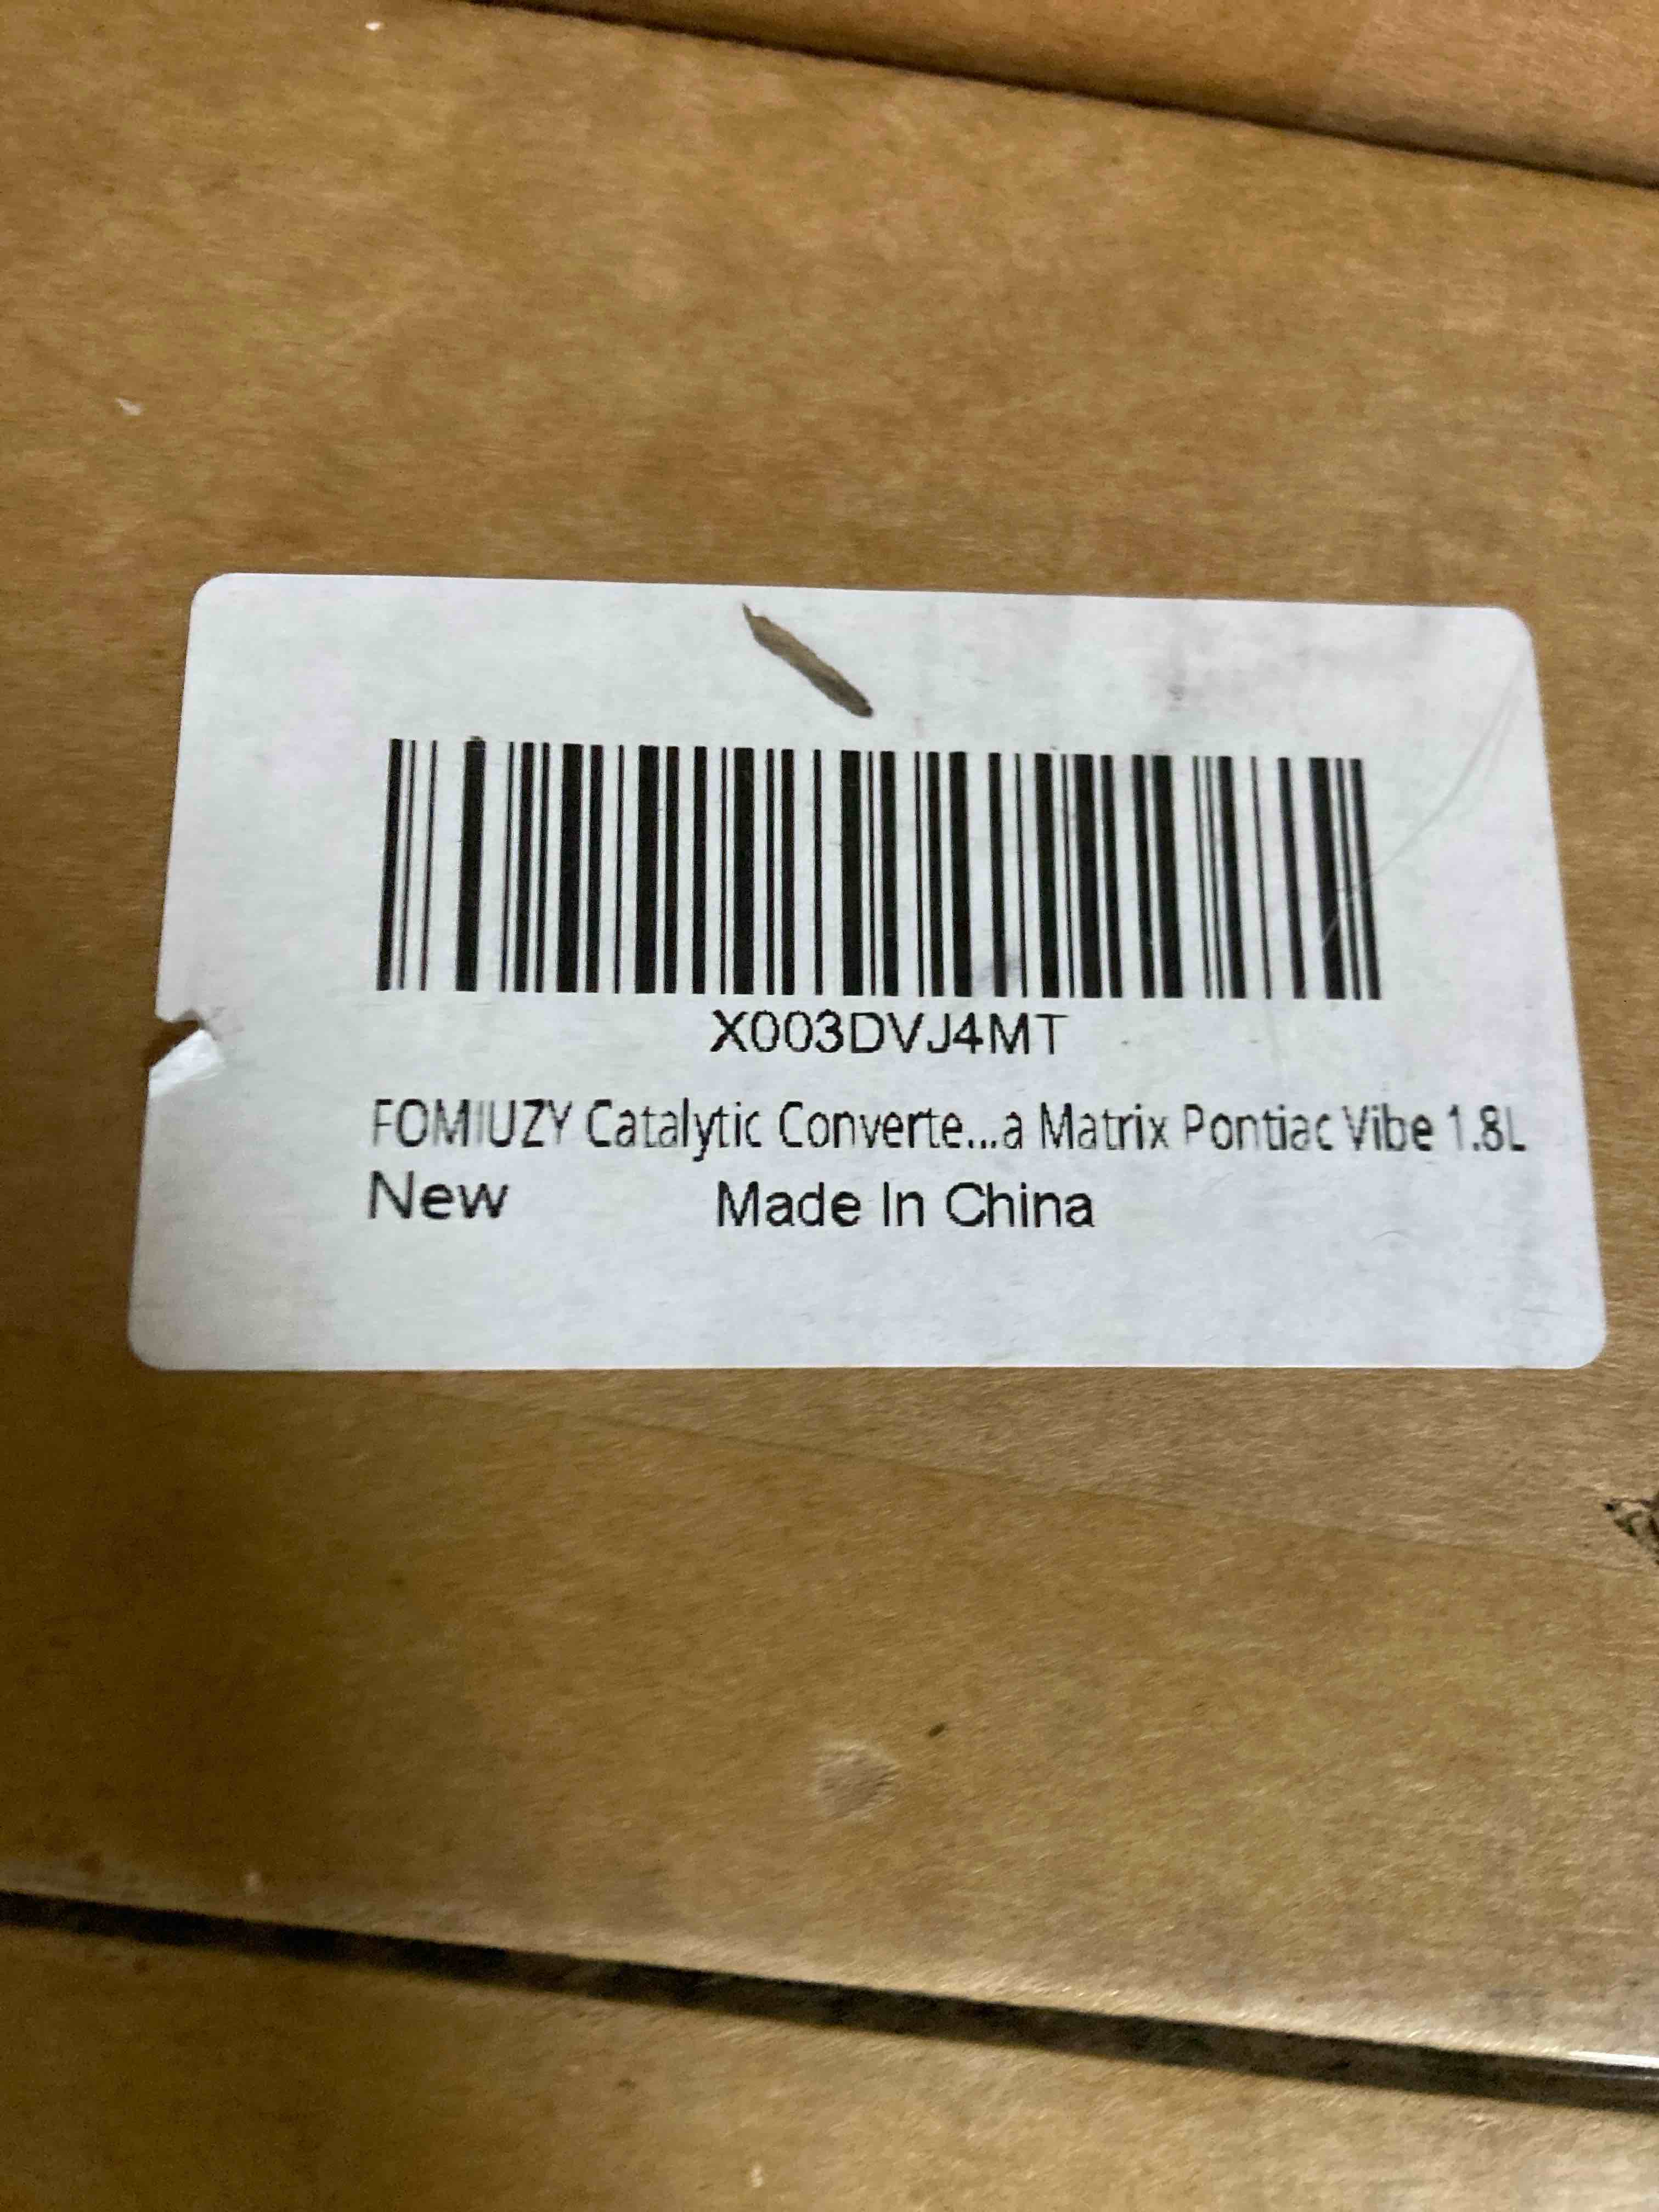 X003DVJ4MT
FOMIUZY Catalytic Converte...a Matrix Pontiac Vibe 1.8L
New Made In China